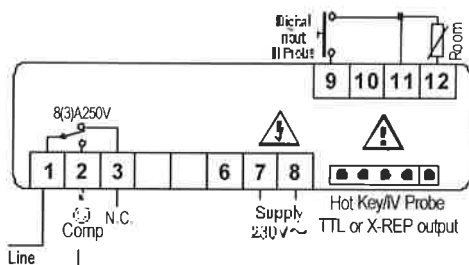 Digital
Input
III Probe
Room
9 10 11 12
8(3)A250V
1 2 3 6 7 8
Comp
N.C.
Supply
230V~
Hot Key/IV Probe
TTL or X-REP output
Line